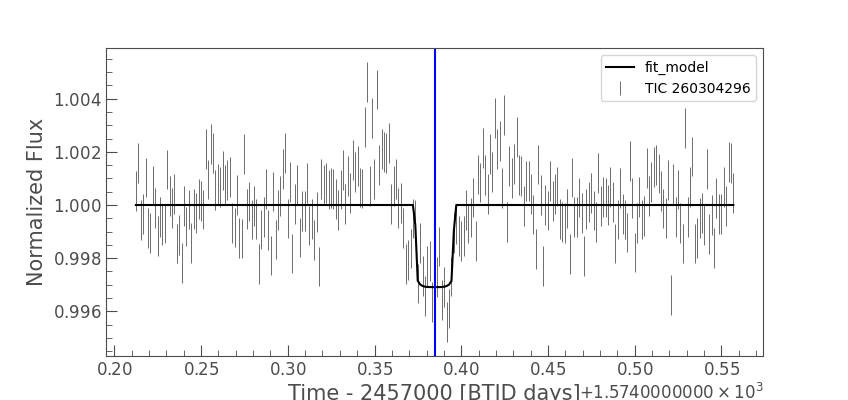 fit_model
TIC 260304296
Normalized Flux
1.004
1.002
1.000
0.998
0.996
0.20 0.25 0.30 0.35 0.40 0.45 0.50 0.55
Time - 2457000 [BTJD days]
+1.5740000000 × 10³